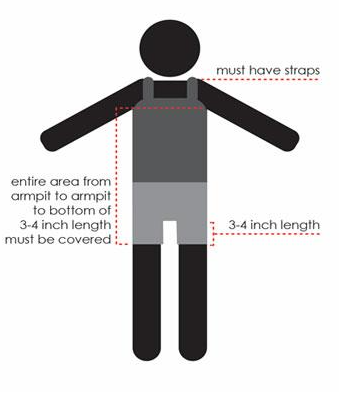 must have straps
entire area from
armpit to armpit
to bottom of
3-4 inch length
must be covered
3-4 inch length